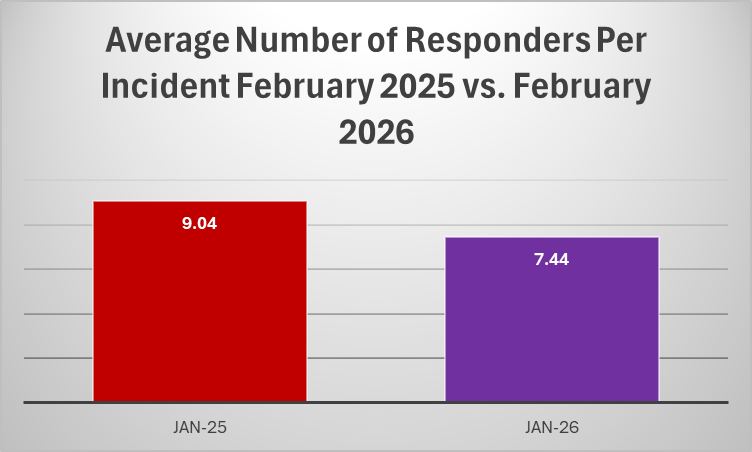 Average Number of Responders Per
Incident February 2025 vs. February
2026
9.04
7.44
JAN-25
JAN-26